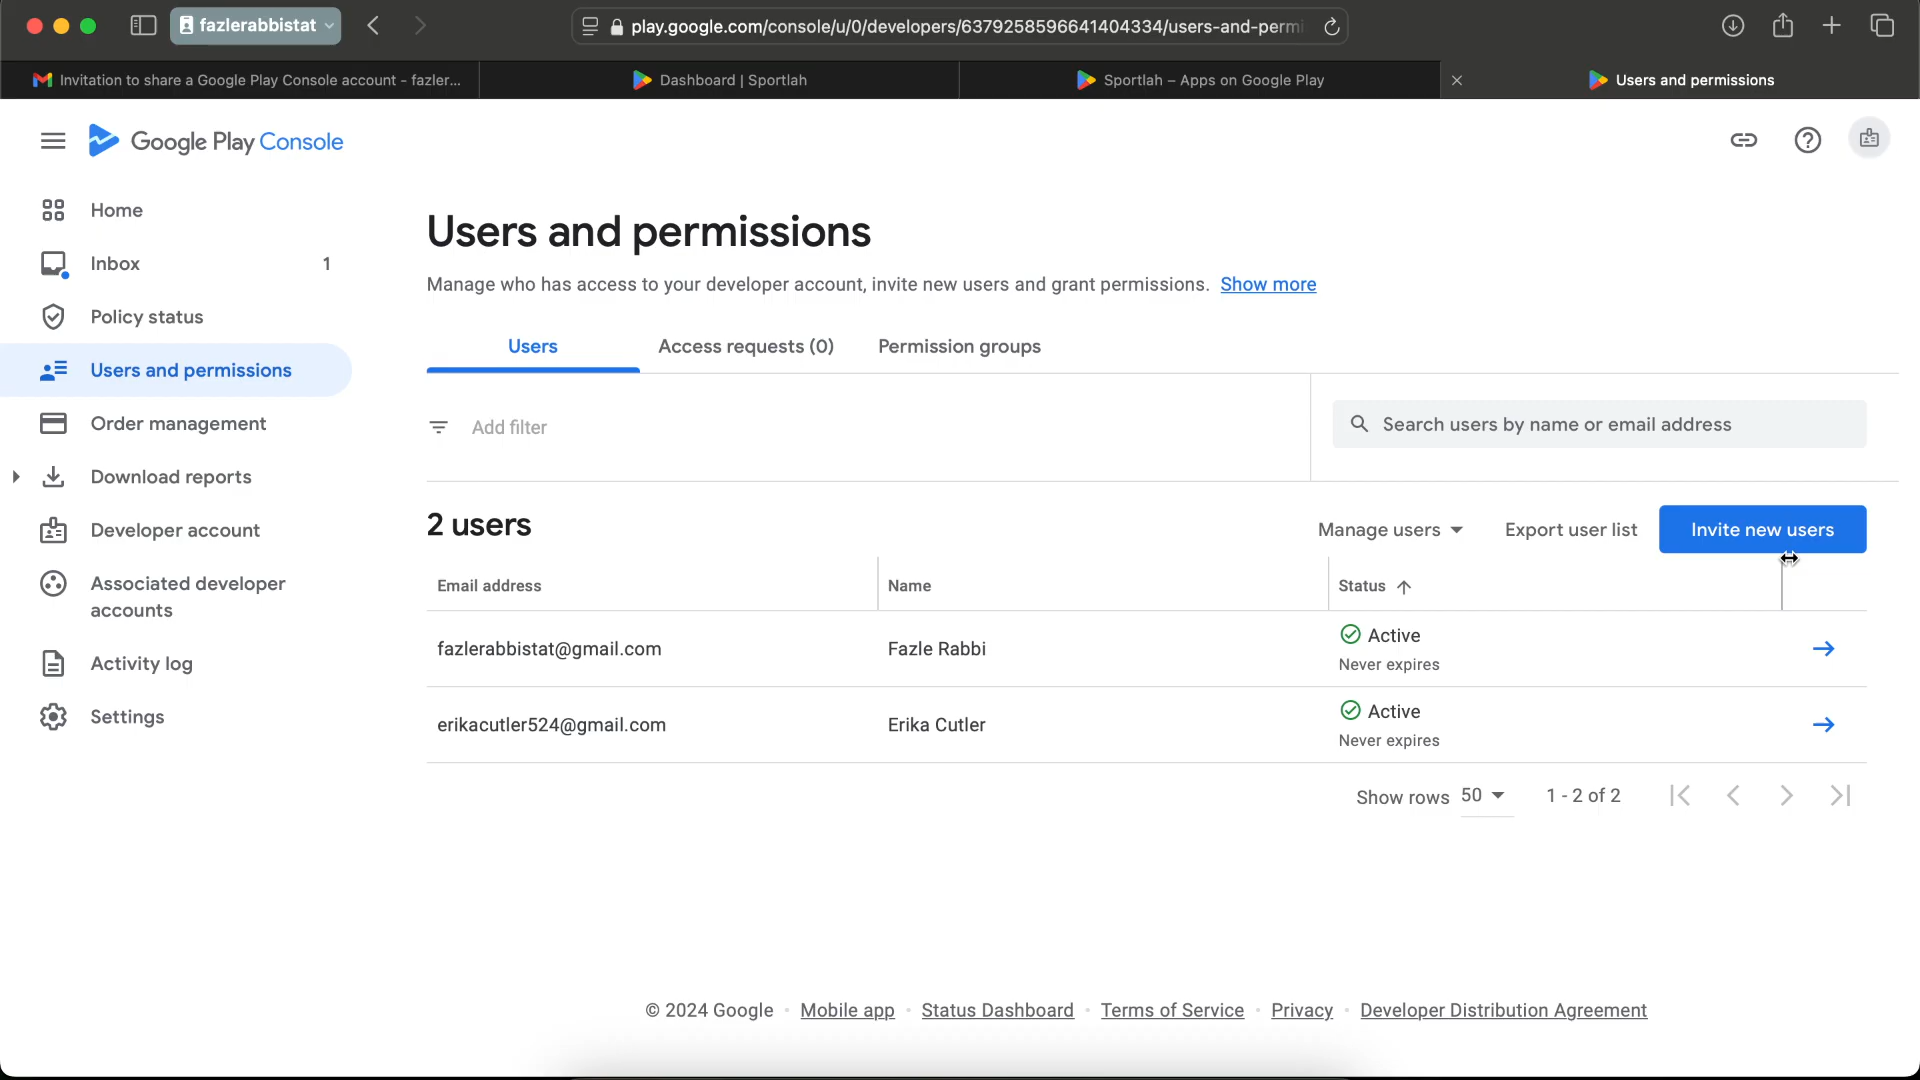 fazlerabbistat
play.google.com/console/u/0/developers/6379258596641404334/users-and-permi
Invitation to share a Google Play Console account - fazler...
Dashboard | Sportlah
Sportlah – Apps on Google Play
Users and permissions
Google Play Console
Home
Inbox 1
Policy status
Users and permissions
Order management
Download reports
Developer account
Associated developer
accounts
Activity log
Settings
Users and permissions
Manage who has access to your developer account, invite new users and grant permissions. Show more
Users Access requests (0) Permission groups
Add filter
Search users by name or email address
2 users
Manage users Export user list Invite new users
Email address Name Status
fazlerabbistat@gmail.com Fazle Rabbi Active
Never expires
erikacutler524@gmail.com Erika Cutler Active
Never expires
Show rows 50 1 - 2 of 2
© 2024 Google · Mobile app · Status Dashboard · Terms of Service · Privacy · Developer Distribution Agreement